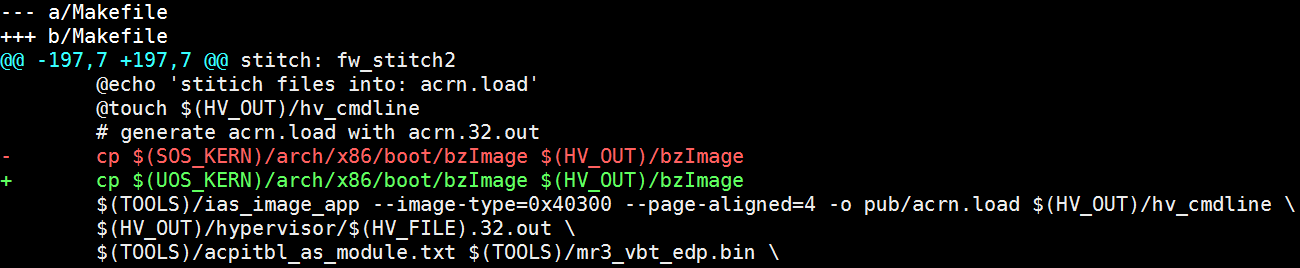 --- a/Makefile
+++ b/Makefile
@@ -197,7 +197,7 @@ stitch: fw_stitch2
        @echo 'stitich files into: acrn.load'
        @touch $(HV_OUT)/hv_cmdline
        # generate acrn.load with acrn.32.out
-       cp $(SOS_KERN)/arch/x86/boot/bzImage $(HV_OUT)/bzImage
+       cp $(UOS_KERN)/arch/x86/boot/bzImage $(HV_OUT)/bzImage
        $(TOOLS)/ias_image_app --image-type=0x40300 --page-aligned=4 -o pub/acrn.load $(HV_OUT)/hv_cmdline \
        $(HV_OUT)/hypervisor/$(HV_FILE).32.out \
        $(TOOLS)/acpitbl_as_module.txt $(TOOLS)/mr3_vbt_edp.bin \